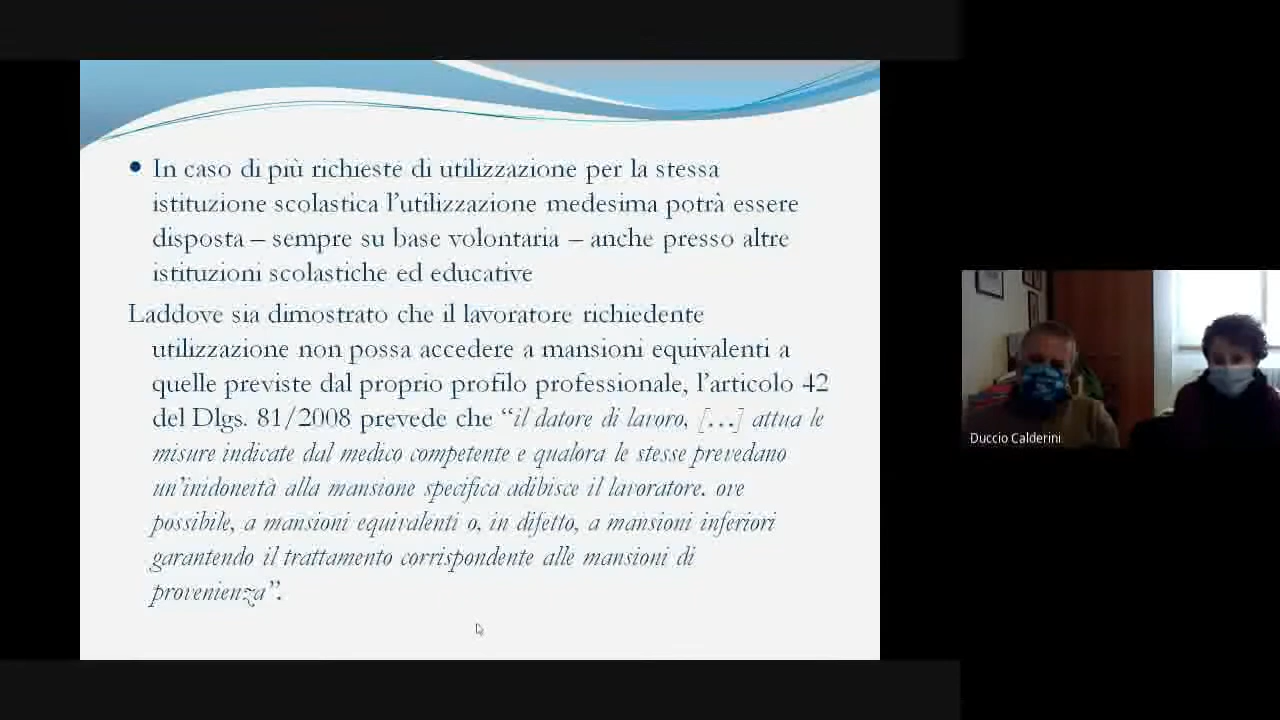 • In caso di più richieste di utilizzazione per la stessa
istituzione scolastica l’utilizzazione medesima potrà essere
disposta – sempre su base volontaria – anche presso altre
istituzioni scolastiche ed educative
Laddove sia dimostrato che il lavoratore richiedente
utilizzazione non possa accedere a mansioni equivalenti a
quelle previste dal proprio profilo professionale, l’articolo 42
del Dlgs. 81/2008 prevede che “il datore di lavoro, […] attua le
misure indicate dal medico competente e qualora le stesse prevedano
un’inidoneità alla mansione specifica adibisce il lavoratore. ove
possibile, a mansioni equivalenti o, in difetto, a mansioni inferiori
garantendo il trattamento corrispondente alle mansioni di
provenienza”.
Duccio Calderini